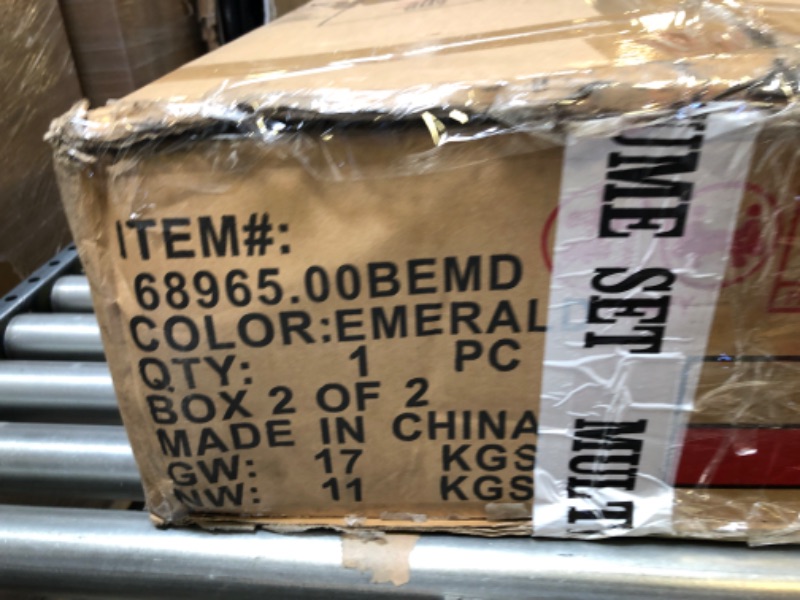 ITEM#:
68965.00BEMD
COLOR:EMERAL
QTY: 1 PC
BOX 2 OF 2
MADE IN CHINA
GW: 17 KGS
NW: 11 KGS
UME SET MULT